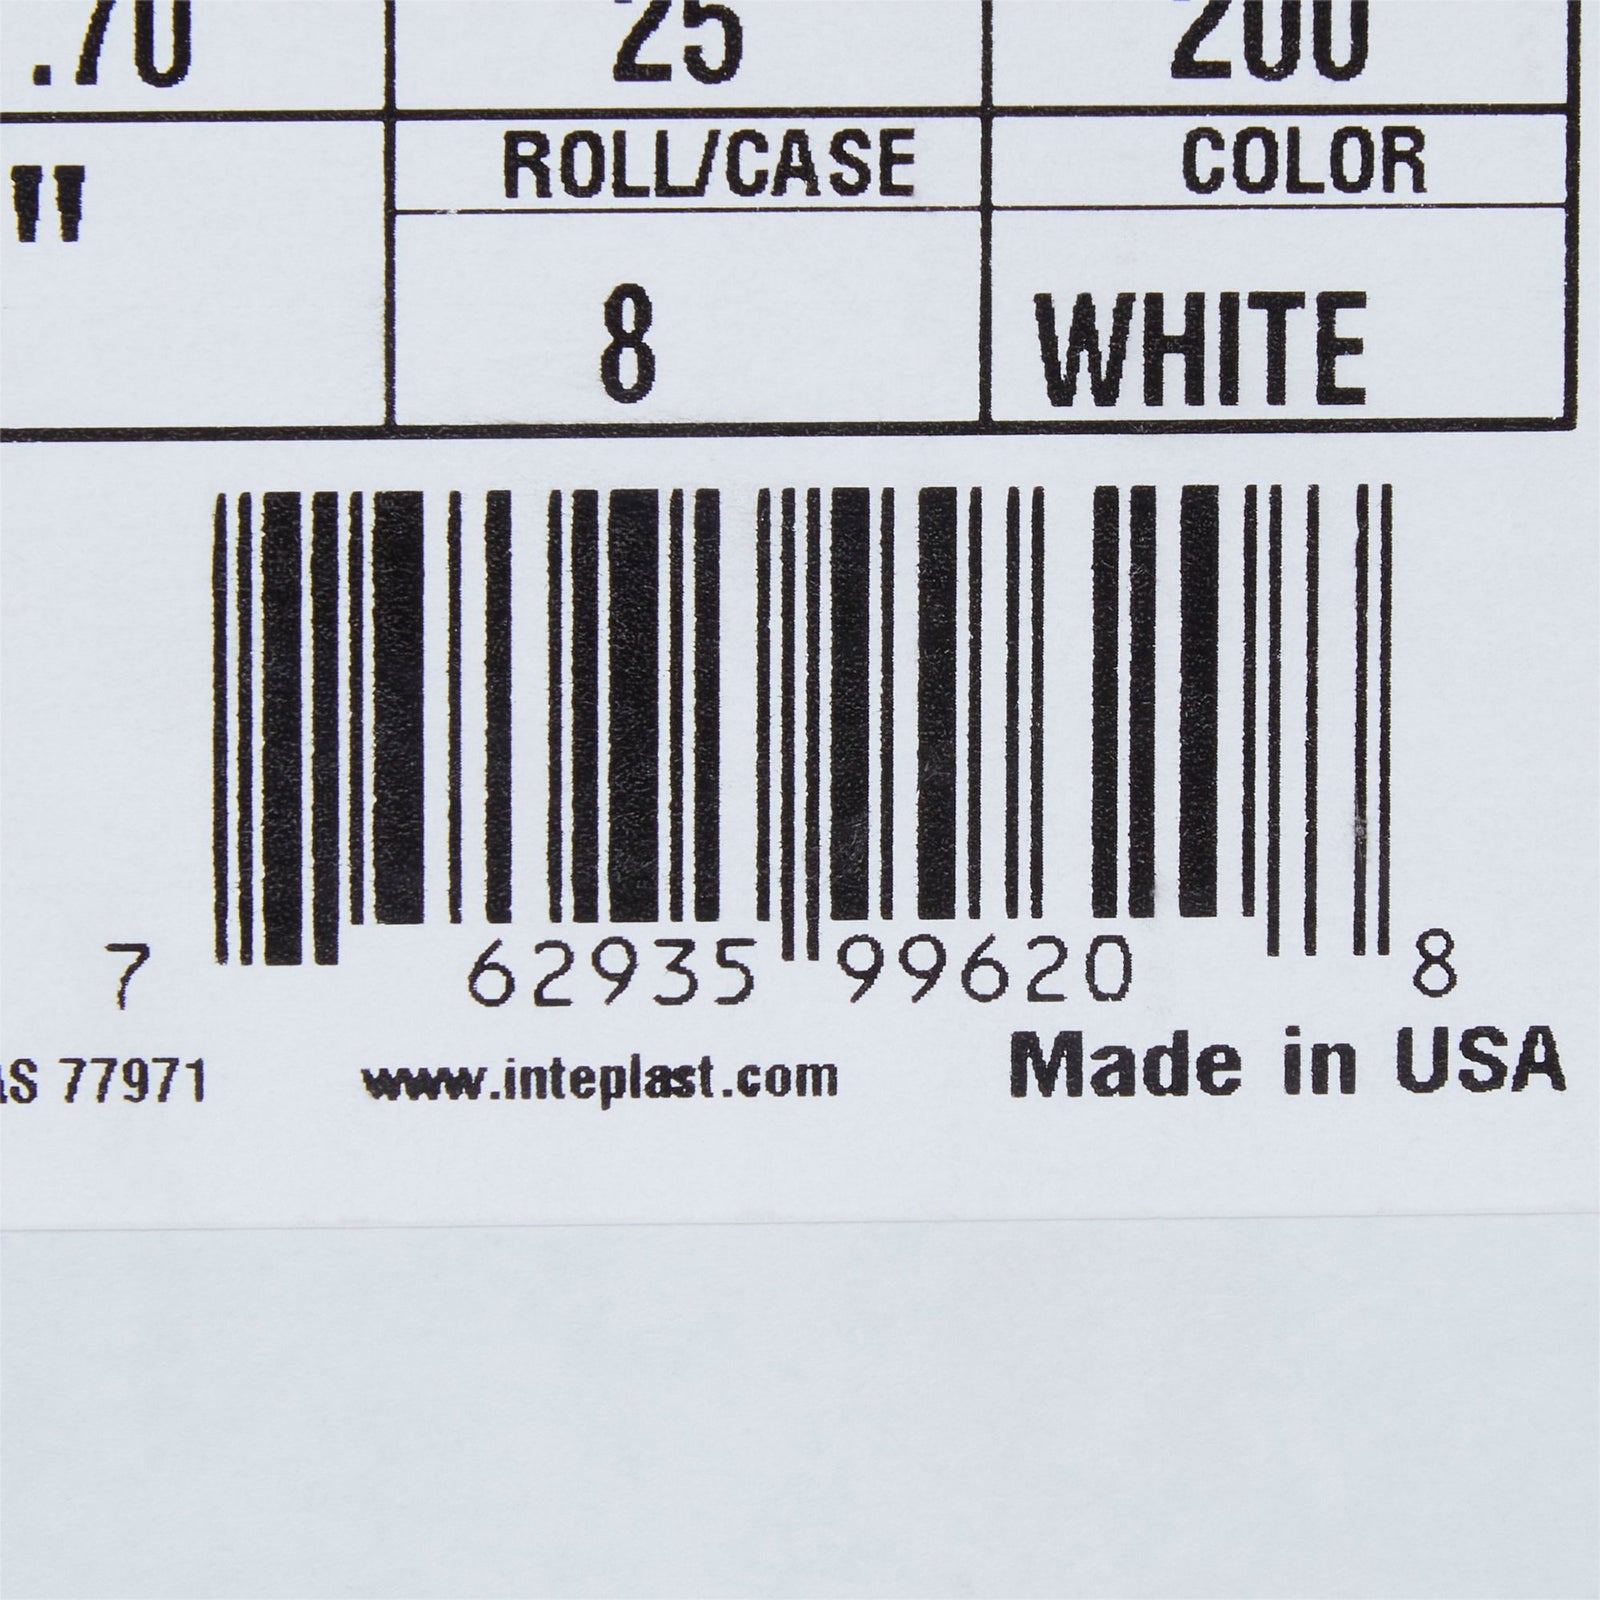 .70 25 200
ROLL/CASE COLOR
" 8 WHITE
7 62935 99620 8
77971 www.inteplast.com Made in USA